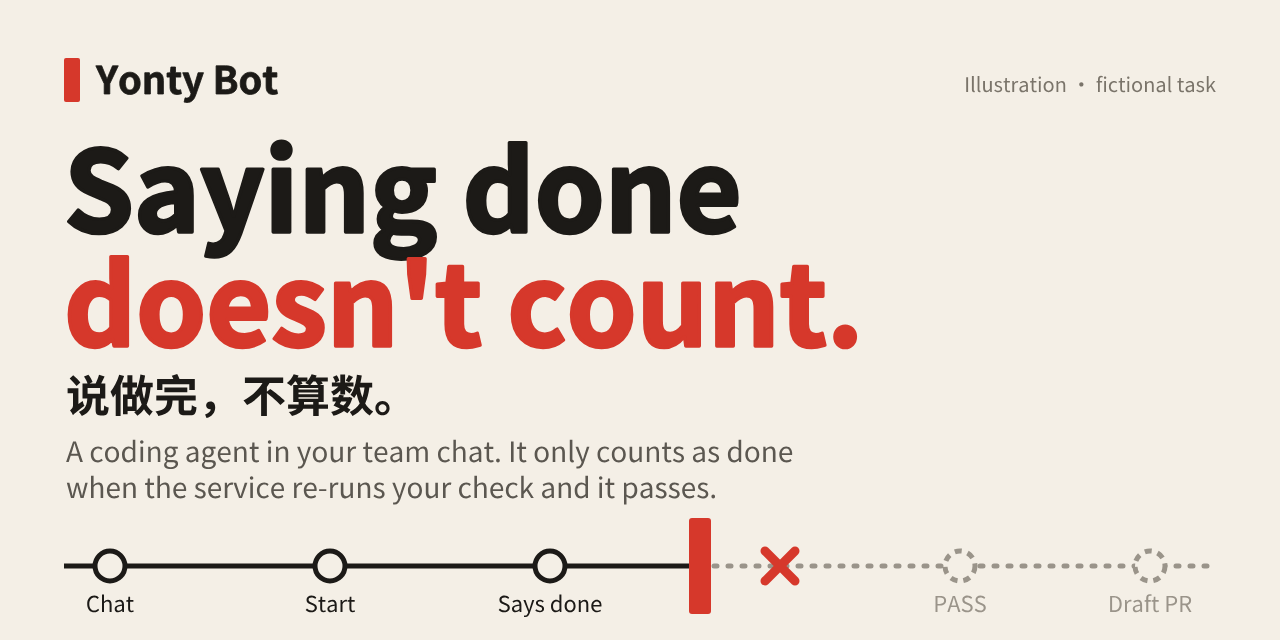 Yonty Bot
Illustration • fictional task
Saying done
doesn't count.
说做完，不算数。
A coding agent in your team chat. It only counts as done
when the service re-runs your check and it passes.
Chat
Start
Says done
PASS
Draft PR